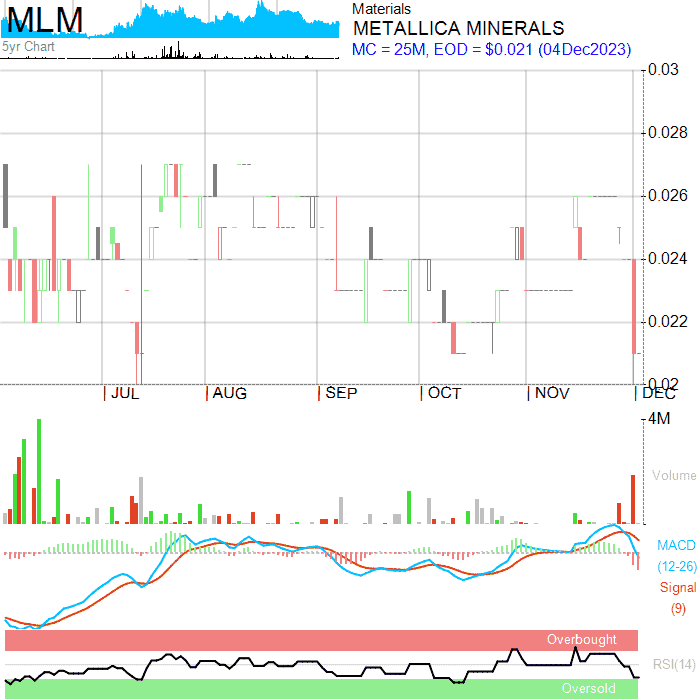 MLM
5yr Chart
Materials
METALLICA MINERALS
MC = 25M, EOD = $0.021 (04Dec2023)
0.03
0.028
0.026
0.024
0.022
0.02
JUL AUG SEP OCT NOV DEC
4M
Volume
MACD
(12-26)
Signal
(9)
Overbought
RSI(14)
Oversold